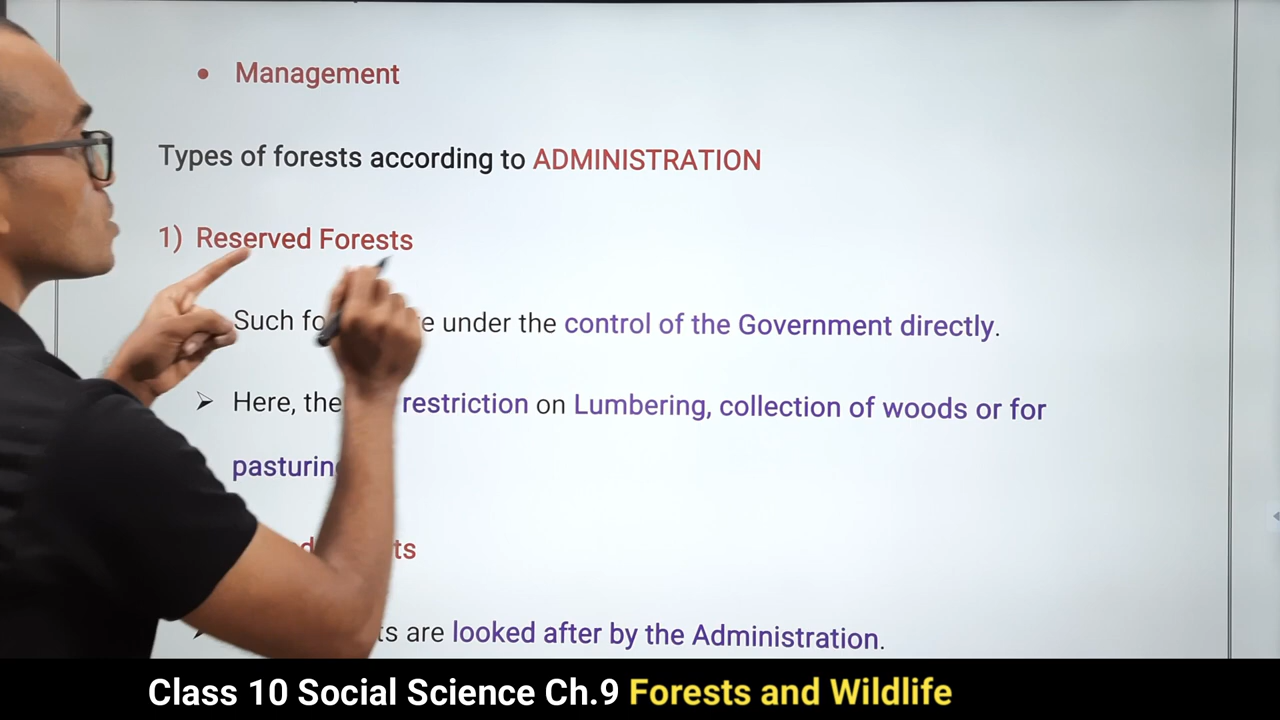 • Management
Types of forests according to ADMINISTRATION
1) Reserved Forests
Such fo e under the control of the Government directly.
➢ Here, the restriction on Lumbering, collection of woods or for
pasturin
ts
ts are looked after by the Administration.
Class 10 Social Science Ch.9 Forests and Wildlife